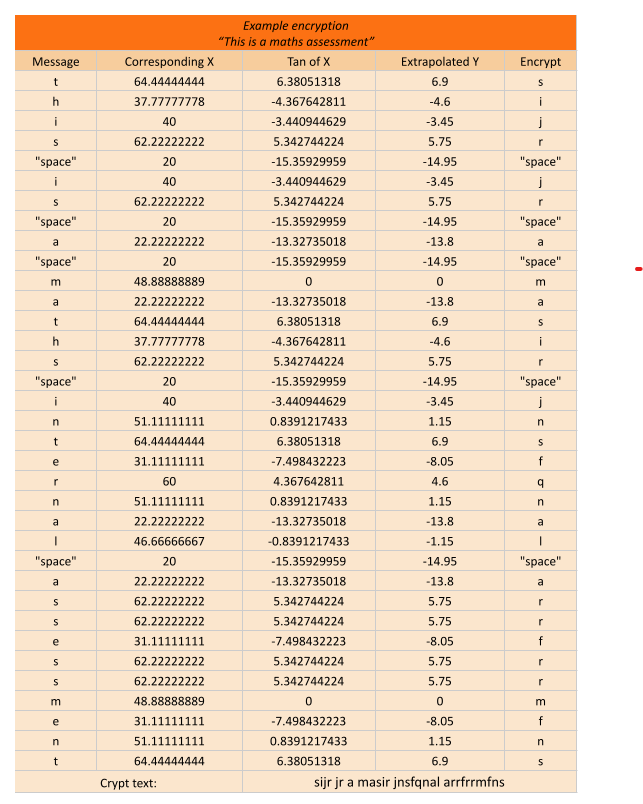 Example encryption
“This is a maths assessment”
Message Corresponding X Tan of X Extrapolated Y Encrypt
t 64.44444444 6.38051318 6.9 s
h 37.77777778 -4.367642811 -4.6 i
i 40 -3.440944629 -3.45 j
s 62.22222222 5.342744224 5.75 r
"space" 20 -15.35929959 -14.95 "space"
i 40 -3.440944629 -3.45 j
s 62.22222222 5.342744224 5.75 r
"space" 20 -15.35929959 -14.95 "space"
a 22.22222222 -13.32735018 -13.8 a
"space" 20 -15.35929959 -14.95 "space"
m 48.88888889 0 0 m
a 22.22222222 -13.32735018 -13.8 a
t 64.44444444 6.38051318 6.9 s
h 37.77777778 -4.367642811 -4.6 i
s 62.22222222 5.342744224 5.75 r
"space" 20 -15.35929959 -14.95 "space"
i 40 -3.440944629 -3.45 j
n 51.11111111 0.8391217433 1.15 n
t 64.44444444 6.38051318 6.9 s
e 31.11111111 -7.498432223 -8.05 f
r 60 4.367642811 4.6 q
n 51.11111111 0.8391217433 1.15 n
a 22.22222222 -13.32735018 -13.8 a
l 46.66666667 -0.8391217433 -1.15 l
"space" 20 -15.35929959 -14.95 "space"
a 22.22222222 -13.32735018 -13.8 a
s 62.22222222 5.342744224 5.75 r
s 62.22222222 5.342744224 5.75 r
e 31.11111111 -7.498432223 -8.05 f
s 62.22222222 5.342744224 5.75 r
s 62.22222222 5.342744224 5.75 r
m 48.88888889 0 0 m
e 31.11111111 -7.498432223 -8.05 f
n 51.11111111 0.8391217433 1.15 n
t 64.44444444 6.38051318 6.9 s
Crypt text: sijr jr a masir jnsfqnal arrfrrmfns